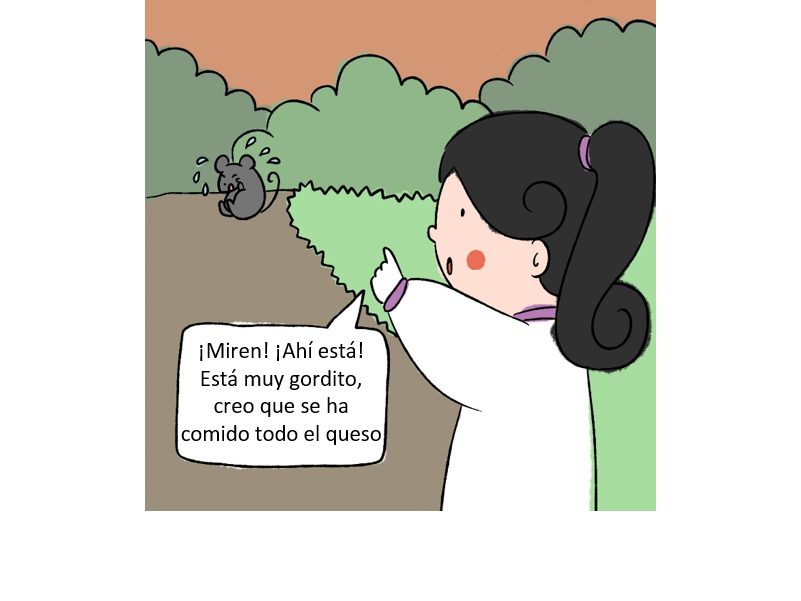 ¡Miren! ¡Ahí está!
Está muy gordito,
creo que se ha
comido todo el queso